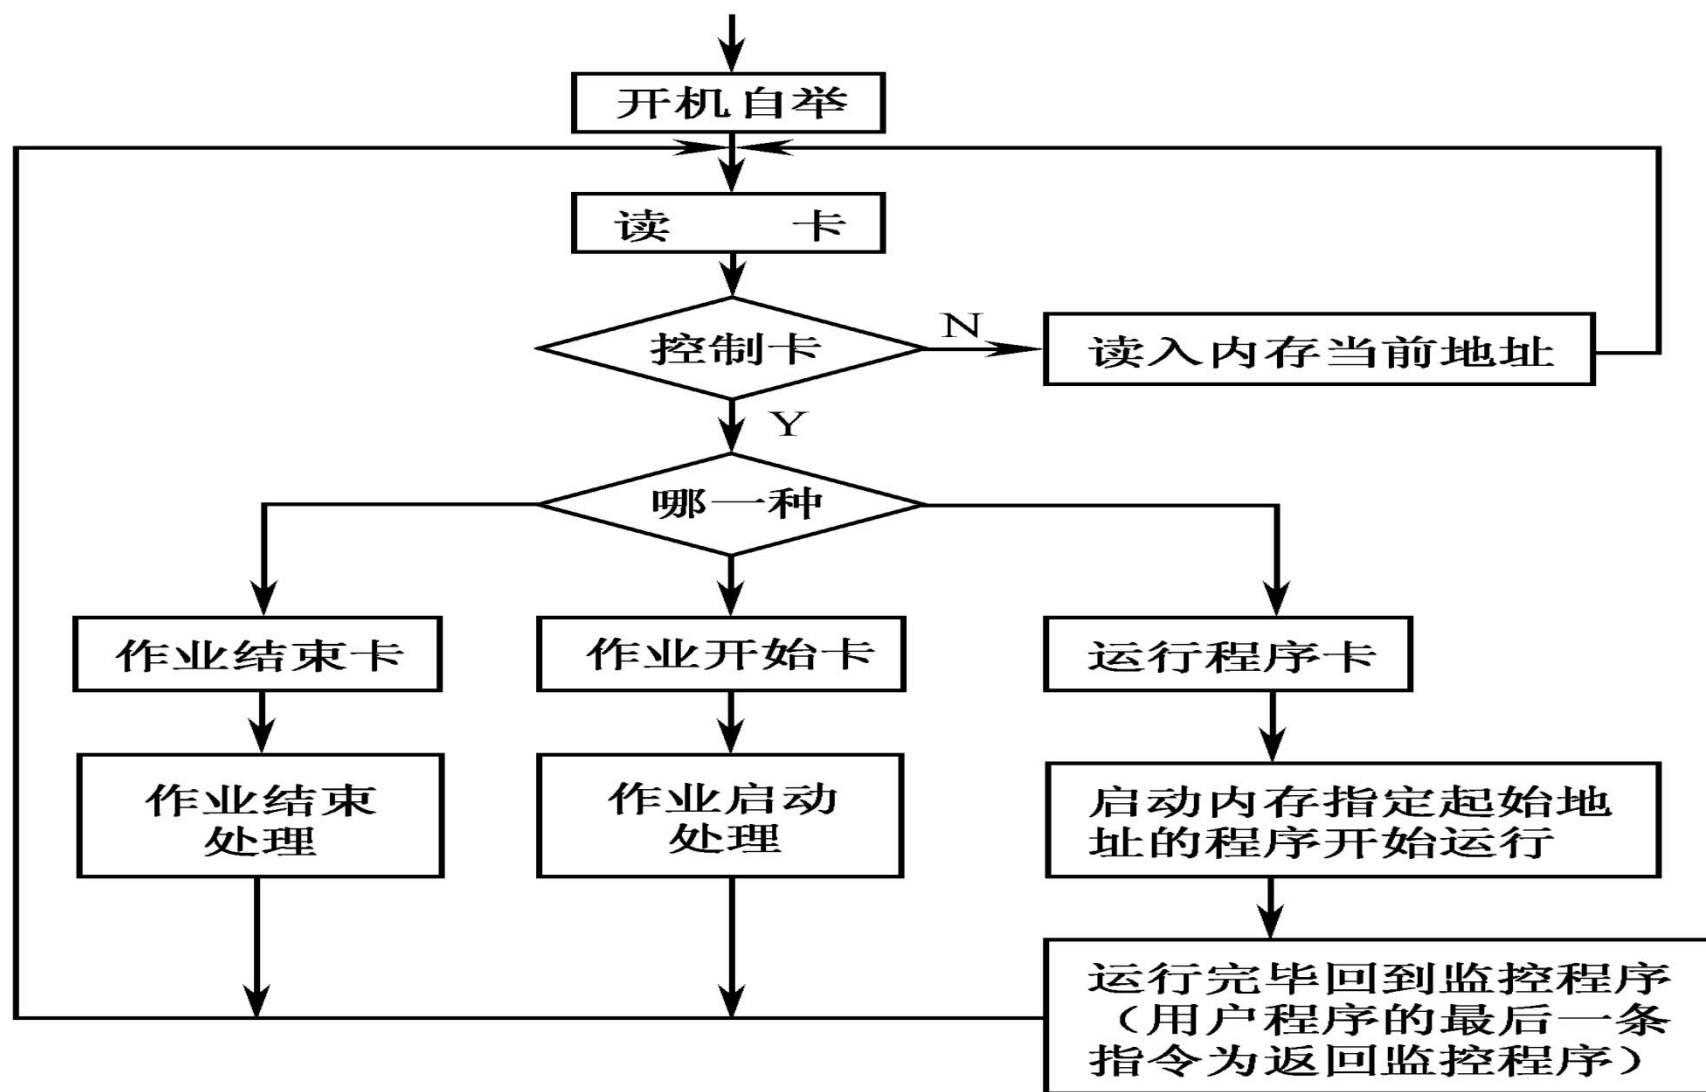 开机自举
读 卡
控制卡
N
读入内存当前地址
Y
哪一种
作业结束卡
作业开始卡
运行程序卡
作业结束
处理
作业启动
处理
启动内存指定起始地
址的程序开始运行
运行完毕回到监控程序
（用户程序的最后一条
指令为返回监控程序）